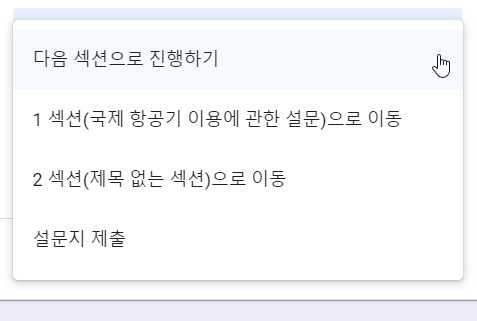 다음 섹션으로 진행하기
1 섹션(국제 항공기 이용에 관한 설문)으로 이동
2 섹션(제목 없는 섹션)으로 이동
설문지 제출